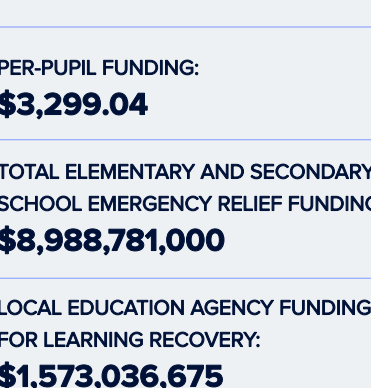 PER-PUPIL FUNDING:
$3,299.04
TOTAL ELEMENTARY AND SECONDARY
SCHOOL EMERGENCY RELIEF FUNDING
$8,988,781,000
LOCAL EDUCATION AGENCY FUNDING
FOR LEARNING RECOVERY:
$1,573,036,675